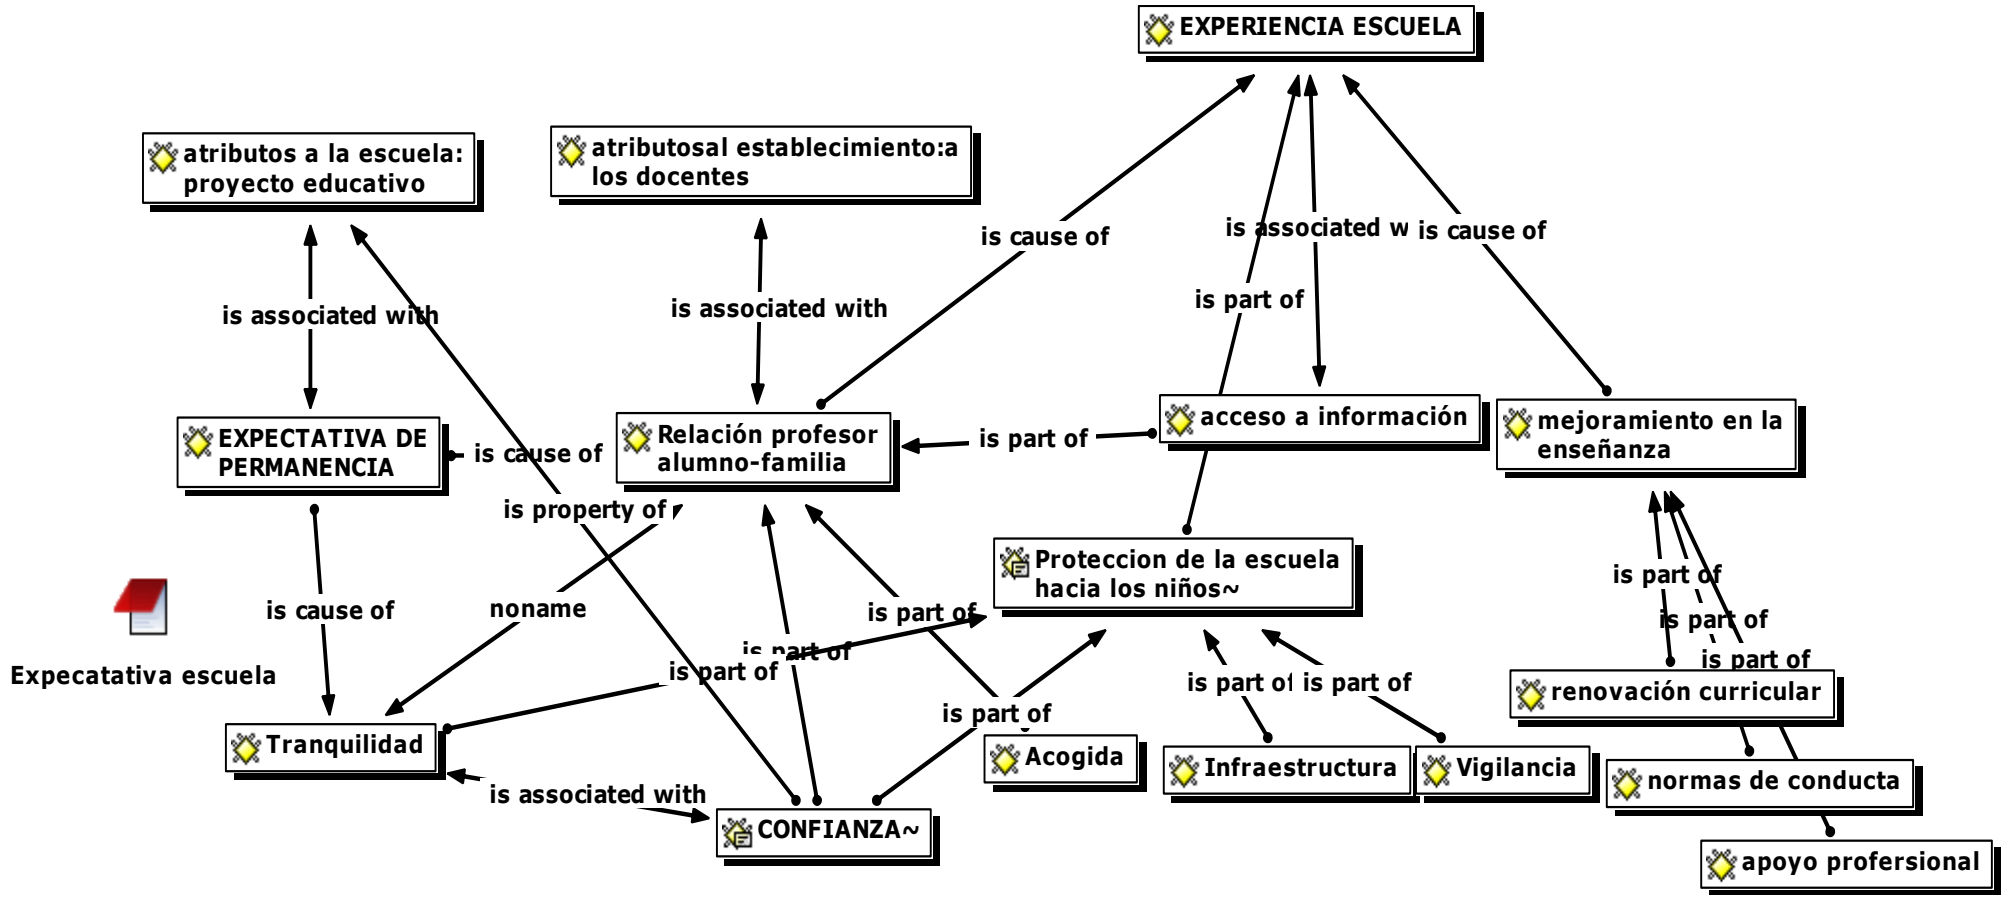 EXPERIENCIA ESCUELA
atributos a la escuela:
proyecto educativo
atributosal establecimiento:a
los docentes
is cause of
is associated w
is cause of
is part of
is associated with
is associated with
EXPECTATIVA DE
PERMANENCIA
is cause of
Relación profesor
alumno-familia
is part of
acceso a información
mejoramiento en la
enseñanza
is property of
Proteccion de la escuela
hacia los niños~
is part of
is part of
is part of
is cause of
noname
is part of
is part of
is part of
Expecatativa escuela
is part of
is part of
is part of
renovación curricular
Tranquilidad
Acogida
Infraestructura
Vigilancia
normas de conducta
is associated with
CONFIANZA~
apoyo profersional